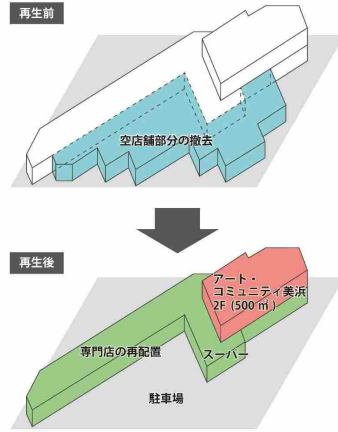 再生前
空店舗部分の撤去
再生後
アート・
コミュニティ美浜
2F (500 ㎡)
専門店の再配置
スーパー
駐車場